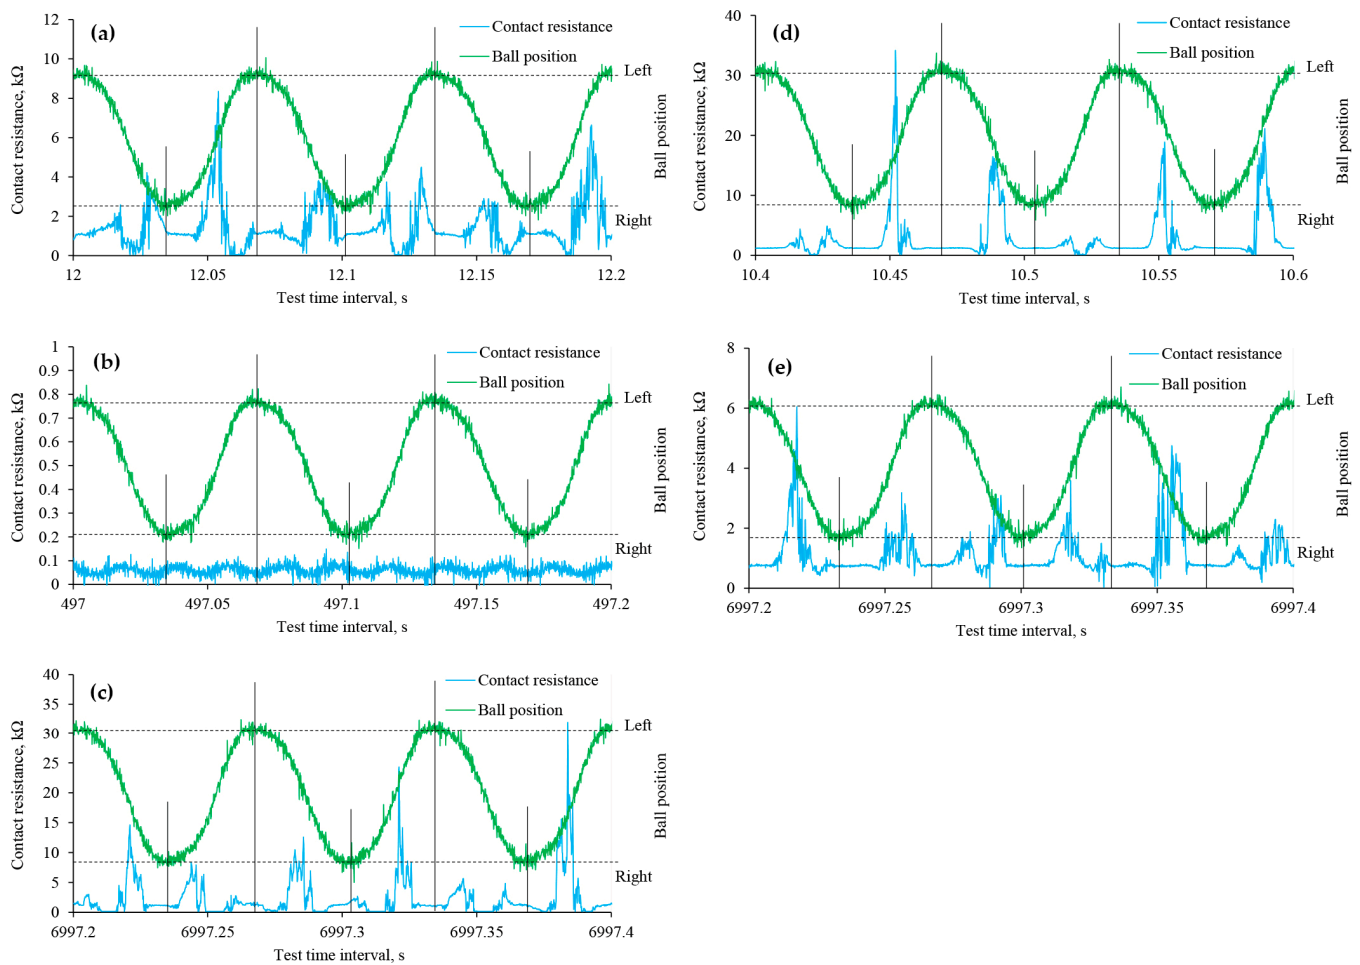 (a)
Contact resistance
Ball position
Contact resistance, kΩ
12
10
8
6
4
2
0
Left
Right
Ball position
12
12.05
12.1
12.15
12.2
Test time interval, s
(d)
Contact resistance
Ball position
Contact resistance, kΩ
40
30
20
10
0
Left
Right
Ball position
10.4
10.45
10.5
10.55
10.6
Test time interval, s
(b)
Contact resistance
Ball position
Contact resistance, kΩ
1
0.9
0.8
0.7
0.6
0.5
0.4
0.3
0.2
0.1
0
Left
Right
Ball position
497
497.05
497.1
497.15
497.2
Test time interval, s
(e)
Contact resistance
Ball position
Contact resistance, kΩ
8
6
4
2
0
Left
Right
Ball position
6997.2
6997.25
6997.3
6997.35
6997.4
Test time interval, s
(c)
Contact resistance
Ball position
Contact resistance, kΩ
40
35
30
25
20
15
10
5
0
Left
Right
Ball position
6997.2
6997.25
6997.3
6997.35
6997.4
Test time interval, s